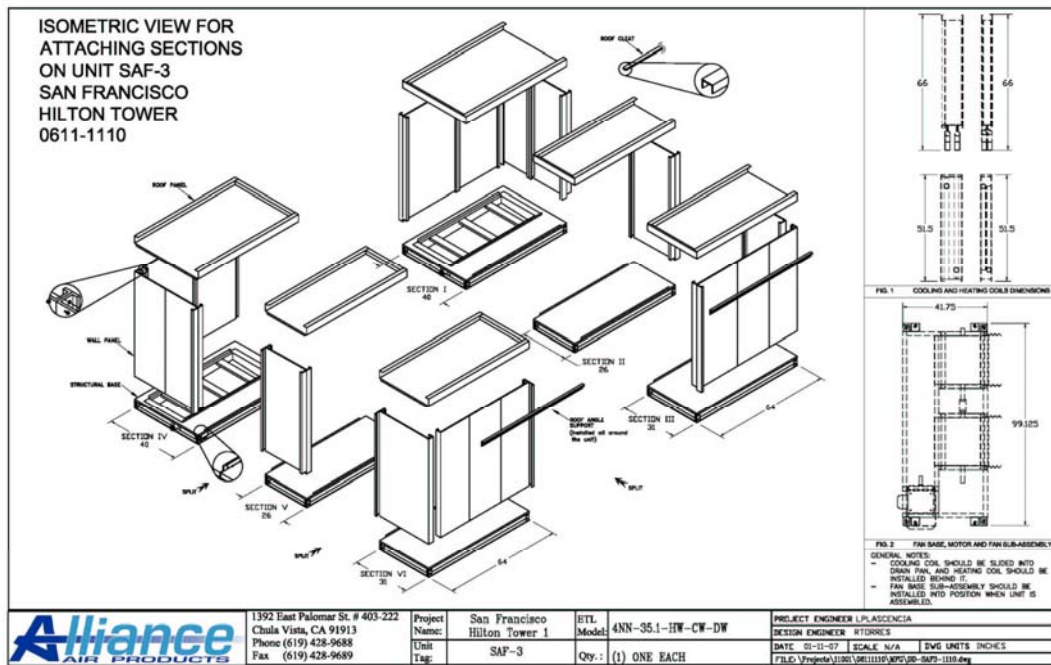 ISOMETRIC VIEW FOR
ATTACHING SECTIONS
ON UNIT SAF-3
SAN FRANCISCO
HILTON TOWER
0611-1110
ROOF CLEAT
ROOF PANEL
WALL PANEL
STRUCTURAL BASE
SECTION I
40
SECTION II
26
SECTION III
31
64
SECTION IV
40
SECTION V
26
SECTION VI
31
64
ROOF ANGLE
SUPPORT
(installed all around
the unit)
SPLIT
SPLIT
SPLIT
66
66
51.5
51.5
FIG. 1 COOLING AND HEATING COILS DIMENSIONS
41.75
99.125
FIG. 2 FAN BASE, MOTOR AND FAN SUB-ASSEMBLY
GENERAL NOTES:
- COOLING COIL SHOULD BE SLIDED INTO
DRAIN PAN, AND HEATING COIL SHOULD BE
INSTALLED BEHIND IT.
- FAN BASE SUB-ASSEMBLY SHOULD BE
INSTALLED INTO POSITION WHEN UNIT IS
ASSEMBLED.
Alliance
AIR PRODUCTS
1392 East Palomar St. # 403-222
Chula Vista, CA 91913
Phone (619) 428-9688
Fax (619) 428-9689
Project Name: San Francisco Hilton Tower 1
Unit Tag: SAF-3
ETL Model: 4NN-35.1-HW-CW-DW
Qty.: (1) ONE EACH
PROJECT ENGINEER L.PLASCENCIA
DESIGN ENGINEER RTORRES
DATE 01-11-07 SCALE N/A DWG UNITS INCHES